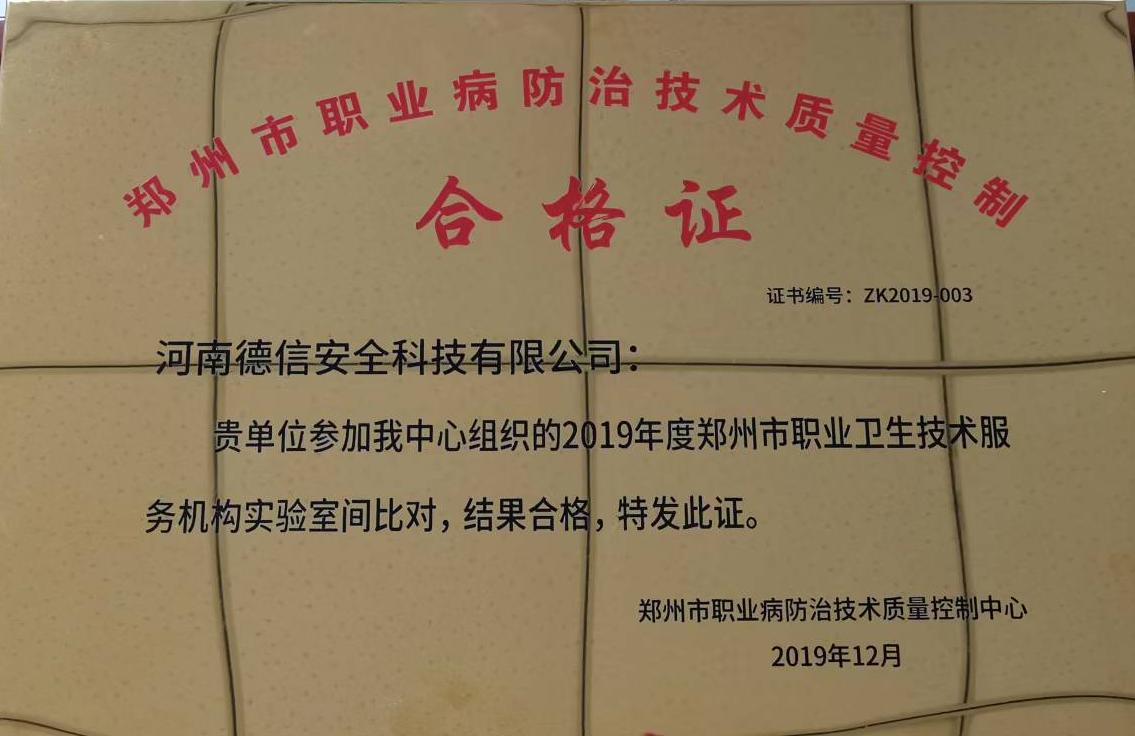 郑州市职业病防治技术质量控制
合格证
证书编号：ZK2019-003
河南德信安全科技有限公司：
贵单位参加我中心组织的2019年度郑州市职业卫生技术服
务机构实验室间比对，结果合格，特发此证。
郑州市职业病防治技术质量控制中心
2019年12月